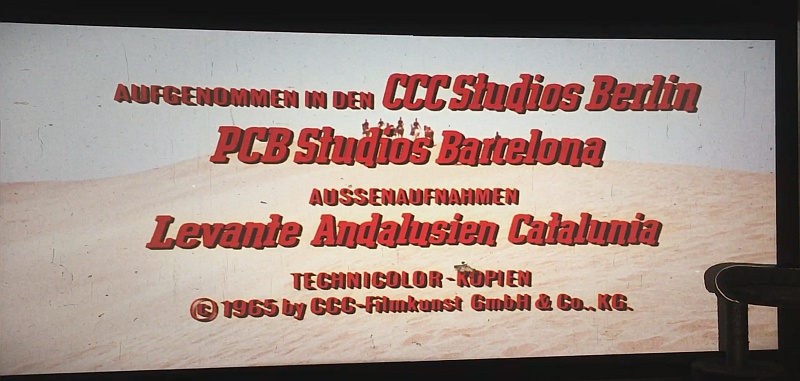 AUFGENOMMEN IN DEN CCC Studios Berlin
PCB Studios Barcelona
AUSSENAUFNAHMEN
Levante Andalusien Catalunia
TECHNICOLOR-KOPIEN
© 1965 by CCC-Filmkunst GmbH & Co., KG.